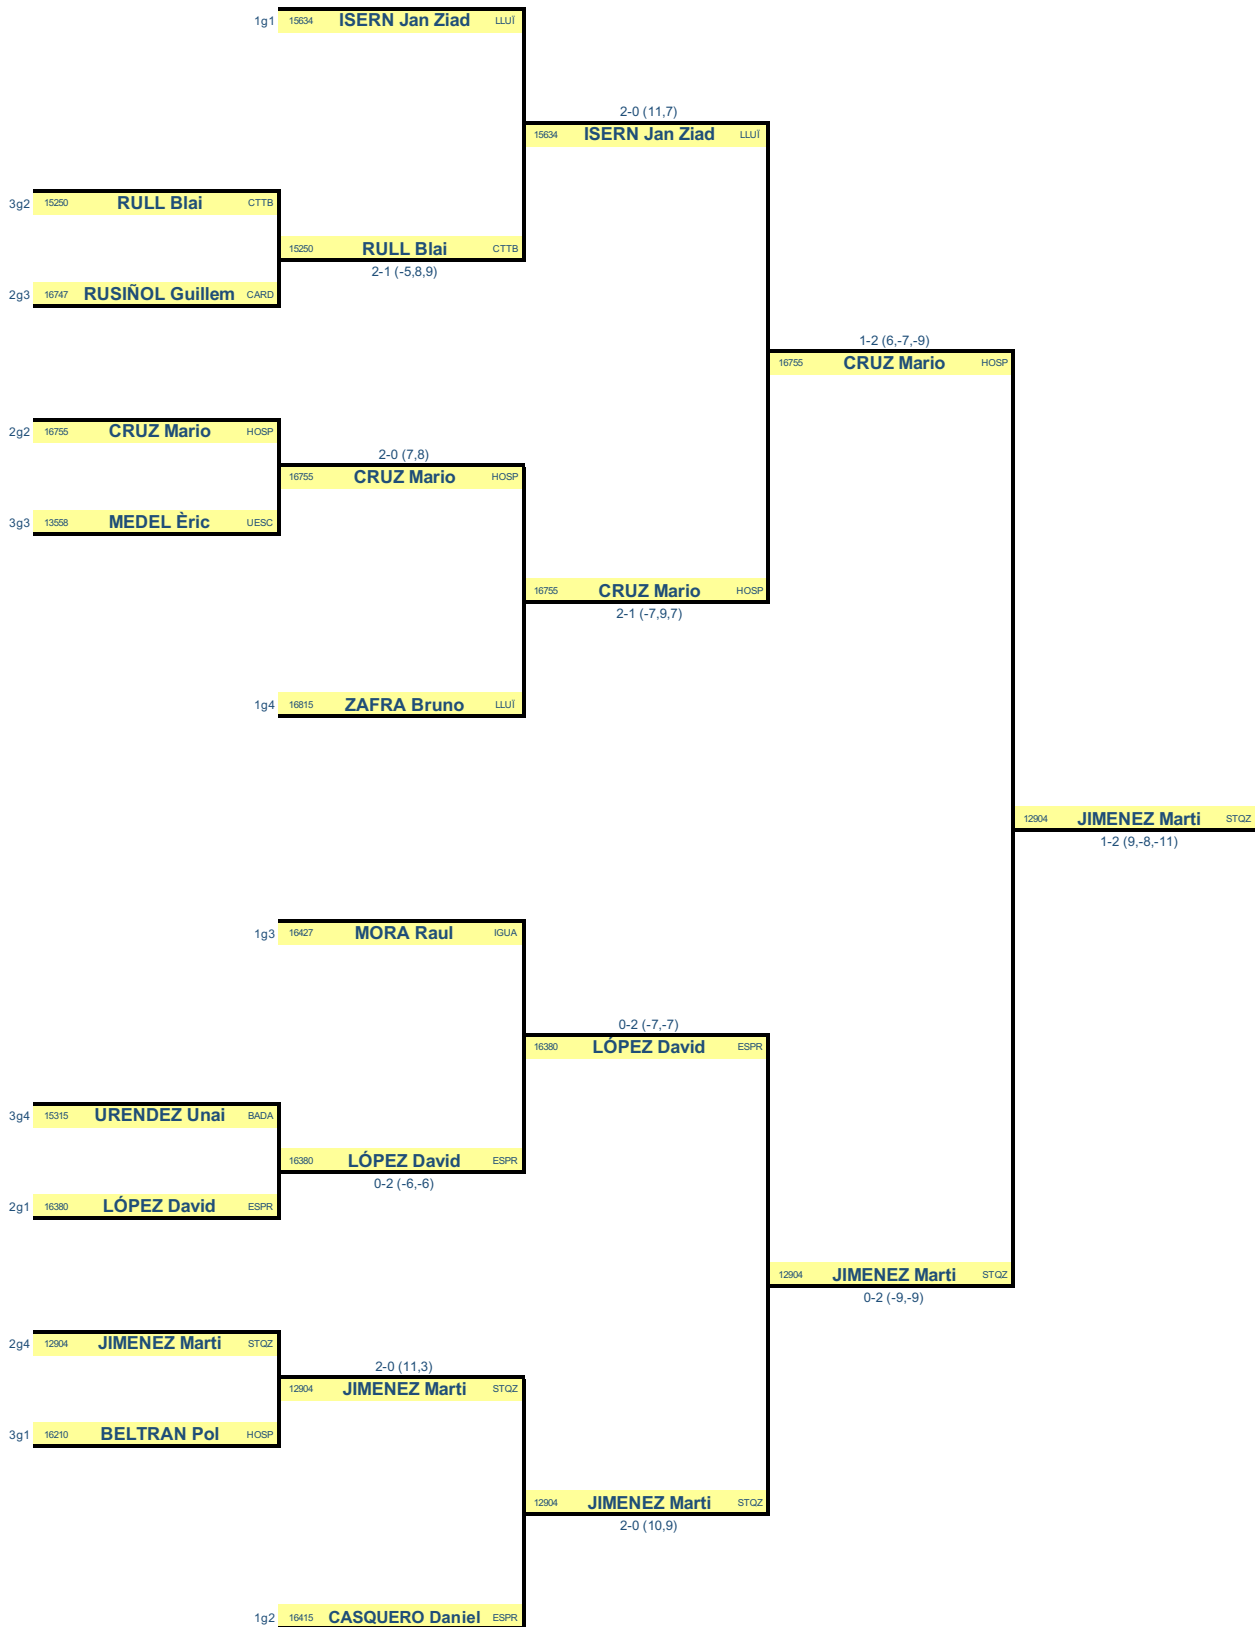 1g1 15634 ISERN Jan Ziad LLUÏ
2-0 (11,7)
15634 ISERN Jan Ziad LLUÏ
3g2 15250 RULL Blai CTTB
15250 RULL Blai CTTB
2-1 (-5,8,9)
2g3 16747 RUSIÑOL Guillem CARD
1-2 (6,-7,-9)
16755 CRUZ Mario HOSP
2g2 16755 CRUZ Mario HOSP
2-0 (7,8)
16755 CRUZ Mario HOSP
3g3 13558 MEDEL Èric UESC
16755 CRUZ Mario HOSP
2-1 (-7,9,7)
1g4 16815 ZAFRA Bruno LLUÏ
12904 JIMENEZ Marti STQZ
1-2 (9,-8,-11)
1g3 16427 MORA Raul IGUA
0-2 (-7,-7)
16380 LÓPEZ David ESPR
3g4 15315 URENDEZ Unai BADA
16380 LÓPEZ David ESPR
0-2 (-6,-6)
2g1 16380 LÓPEZ David ESPR
12904 JIMENEZ Marti STQZ
0-2 (-9,-9)
2g4 12904 JIMENEZ Marti STQZ
2-0 (11,3)
12904 JIMENEZ Marti STQZ
3g1 16210 BELTRAN Pol HOSP
12904 JIMENEZ Marti STQZ
2-0 (10,9)
1g2 16415 CASQUERO Daniel ESPR